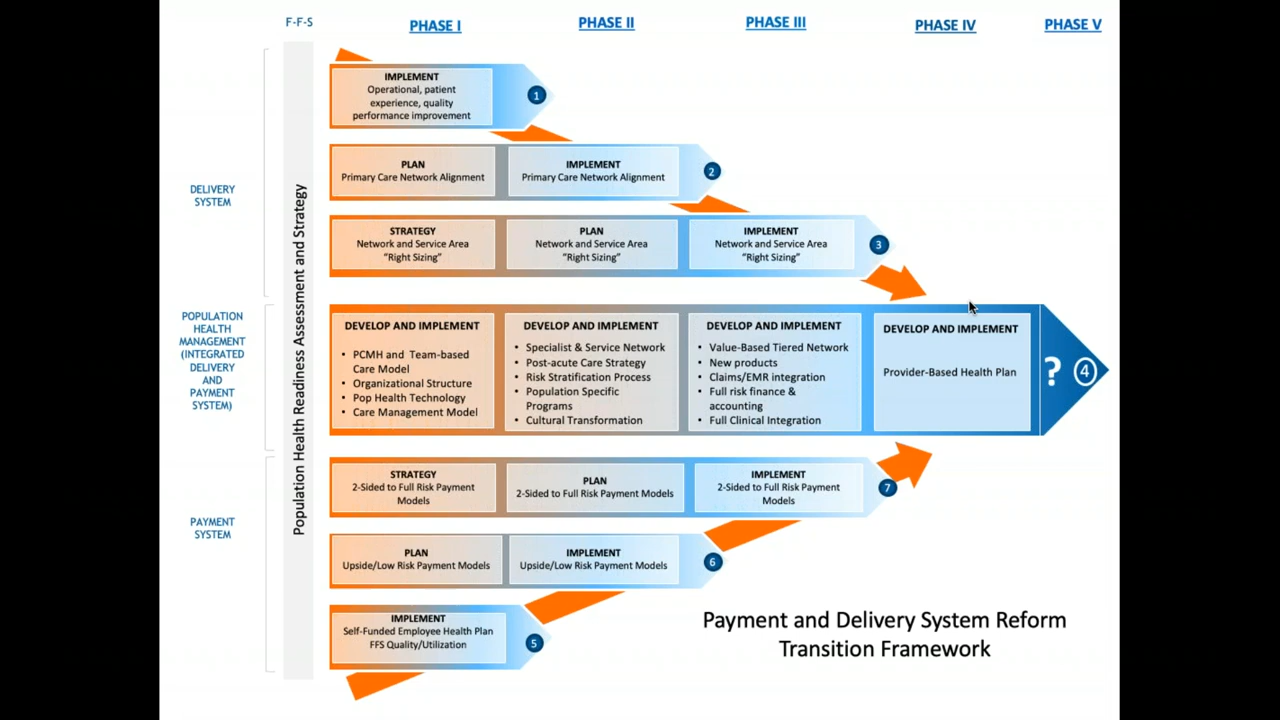 F-F-S
PHASE I
PHASE II
PHASE III
PHASE IV
PHASE V
Population Health Readiness Assessment and Strategy
DELIVERY
SYSTEM
IMPLEMENT
Operational, patient
experience, quality
performance improvement
1
PLAN
Primary Care Network Alignment
IMPLEMENT
Primary Care Network Alignment
2
STRATEGY
Network and Service Area
“Right Sizing”
PLAN
Network and Service Area
“Right Sizing”
IMPLEMENT
Network and Service Area
“Right Sizing”
3
POPULATION
HEALTH
MANAGEMENT
(INTEGRATED
DELIVERY
AND
PAYMENT
SYSTEM)
DEVELOP AND IMPLEMENT
• PCMH and Team-based
Care Model
• Organizational Structure
• Pop Health Technology
• Care Management Model
DEVELOP AND IMPLEMENT
• Specialist & Service Network
• Post-acute Care Strategy
• Risk Stratification Process
• Population Specific
Programs
• Cultural Transformation
DEVELOP AND IMPLEMENT
• Value-Based Tiered Network
• New products
• Claims/EMR integration
• Full risk finance &
accounting
• Full Clinical Integration
DEVELOP AND IMPLEMENT
Provider-Based Health Plan
? 4
PAYMENT
SYSTEM
STRATEGY
2-Sided to Full Risk Payment
Models
PLAN
2-Sided to Full Risk Payment Models
IMPLEMENT
2-Sided to Full Risk Payment
Models
7
PLAN
Upside/Low Risk Payment Models
IMPLEMENT
Upside/Low Risk Payment Models
6
IMPLEMENT
Self-Funded Employee Health Plan
FFS Quality/Utilization
5
Payment and Delivery System Reform
Transition Framework